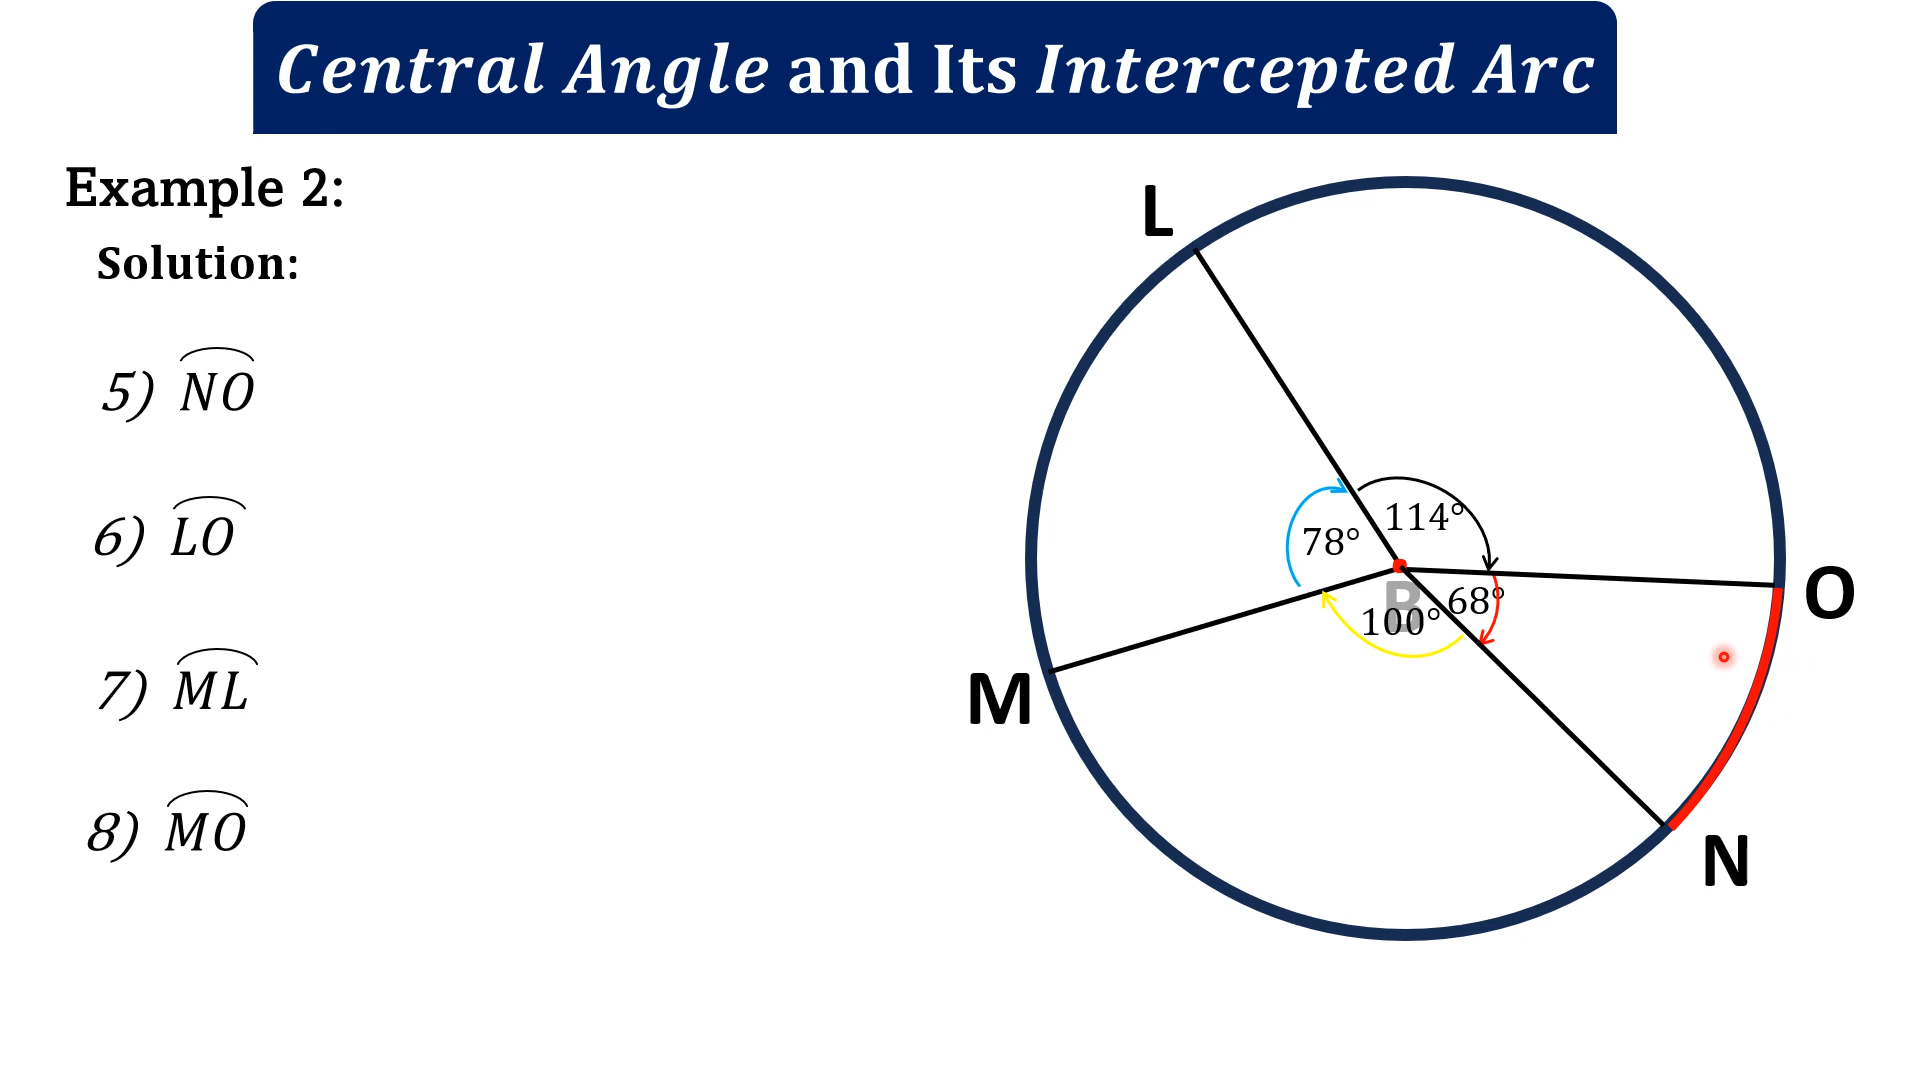 Central Angle and Its Intercepted Arc
Example 2:
Solution:
5) NO
6) LO
7) ML
8) MO
L
114°
78°
O
B
68°
100°
M
N